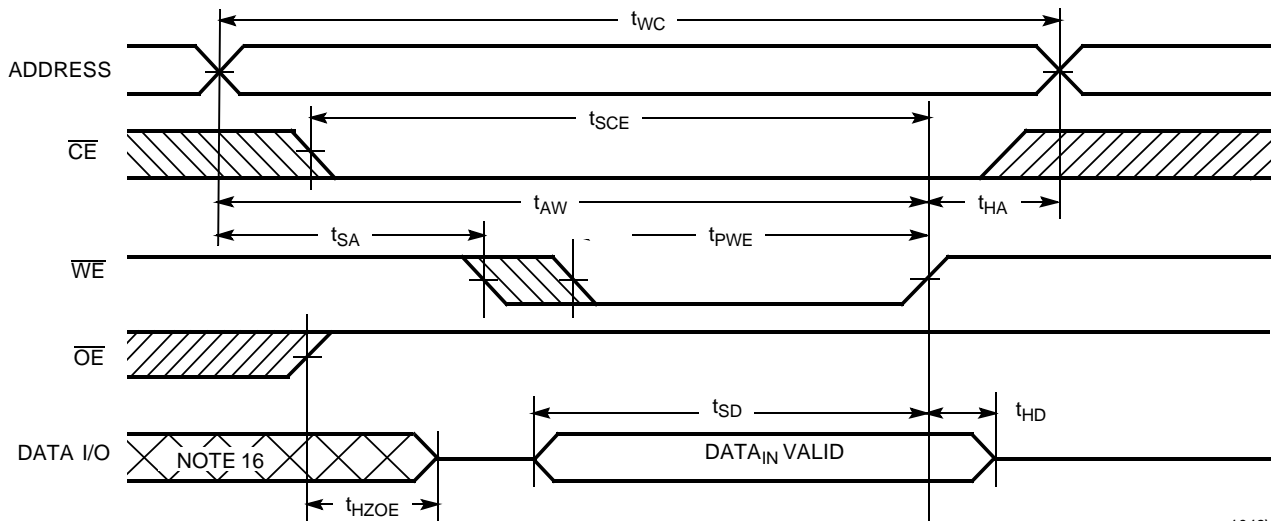 tWC
ADDRESS
tSCE
CE
tAW
tHA
tSA
tPWE
WE
OE
tSD
tHD
DATA I/O
NOTE 16
DATAIN VALID
tHZOE